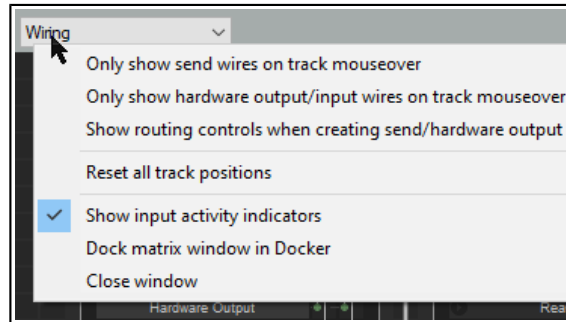 Wiring
Only show send wires on track mouseover
Only show hardware output/input wires on track mouseover
Show routing controls when creating send/hardware output
Reset all track positions
Show input activity indicators
Dock matrix window in Docker
Close window
Hardware Output
Rea